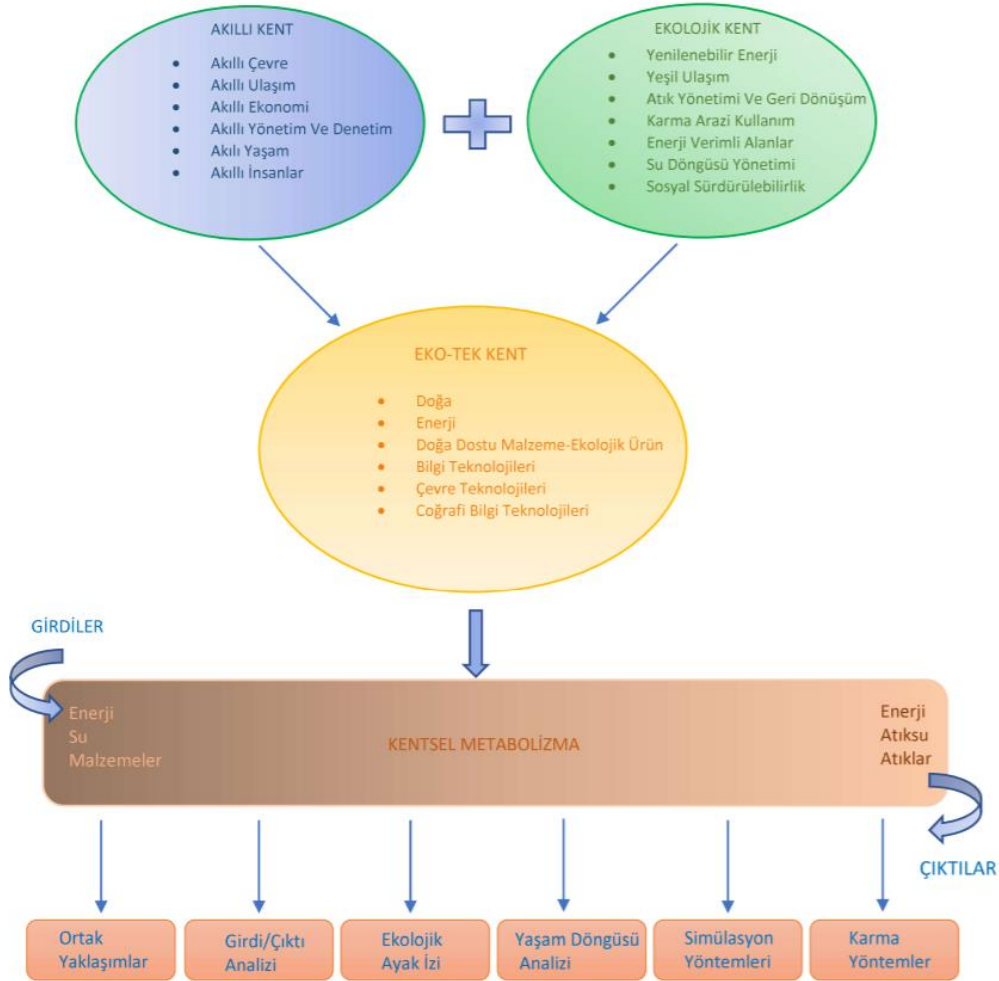 AKILLI KENT
• Akıllı Çevre
• Akıllı Ulaşım
• Akıllı Ekonomi
• Akıllı Yönetim Ve Denetim
• Akılı Yaşam
• Akıllı İnsanlar
EKOLOJİK KENT
• Yenilenebilir Enerji
• Yeşil Ulaşım
• Atık Yönetimi Ve Geri Dönüşüm
• Karma Arazi Kullanım
• Enerji Verimli Alanlar
• Su Döngüsü Yönetimi
• Sosyal Sürdürülebilirlik
EKO-TEK KENT
• Doğa
• Enerji
• Doğa Dostu Malzeme-Ekolojik Ürün
• Bilgi Teknolojileri
• Çevre Teknolojileri
• Coğrafi Bilgi Teknolojileri
GİRDİLER
Enerji
Su
Malzemeler
KENTSEL METABOLİZMA
Enerji
Atıksu
Atıklar
ÇIKTILAR
Ortak
Yaklaşımlar
Girdi/Çıktı
Analizi
Ekolojik
Ayak İzi
Yaşam Döngüsü
Analizi
Simülasyon
Yöntemleri
Karma
Yöntemler